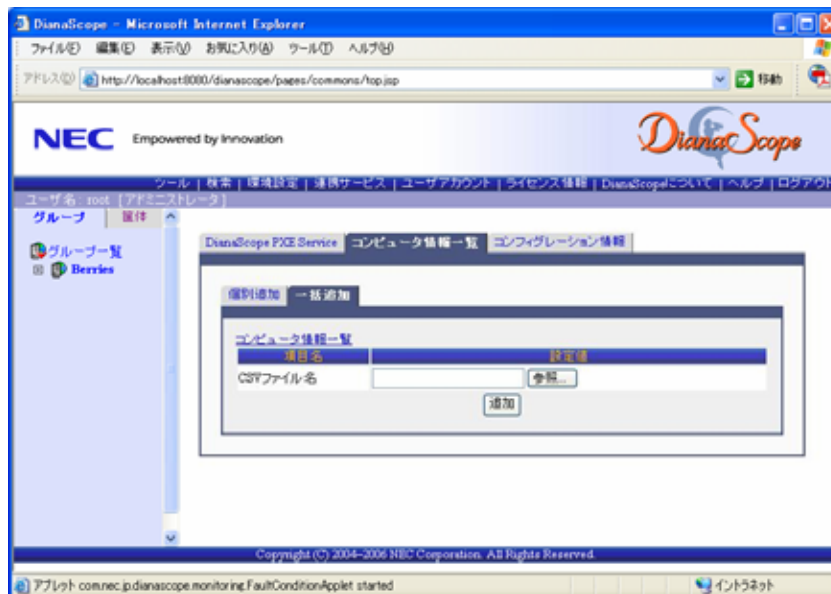 DianaScope - Microsoft Internet Explorer
ファイル(F) 編集(E) 表示(V) お気に入り(A) ツール(T) ヘルプ(H)
アドレス(D) http://localhost:8080/dianascope/pages/commons/top.jsp 移動
NEC Empowered by Innovation DianaScope
ツール | 検索 | 環境設定 | 連携サービス | ユーザアカウント | ライセンス情報 | DianaScopeについて | ヘルプ | ログアウト
ユーザ名: root [アドミニストレータ]
グループ 筐体
グループ一覧
Berries
DianaScope PXE Service コンピュータ情報一覧 コンフィグレーション情報
個別追加 一括追加
コンピュータ情報一覧
項目名 設定値
CSVファイル名 参照...
追加
Copyright (C) 2004-2006 NEC Corporation. All Rights Reserved.
アプレット com.nec.jp.dianascope.monitoring.FaultConditionApplet started イントラネット